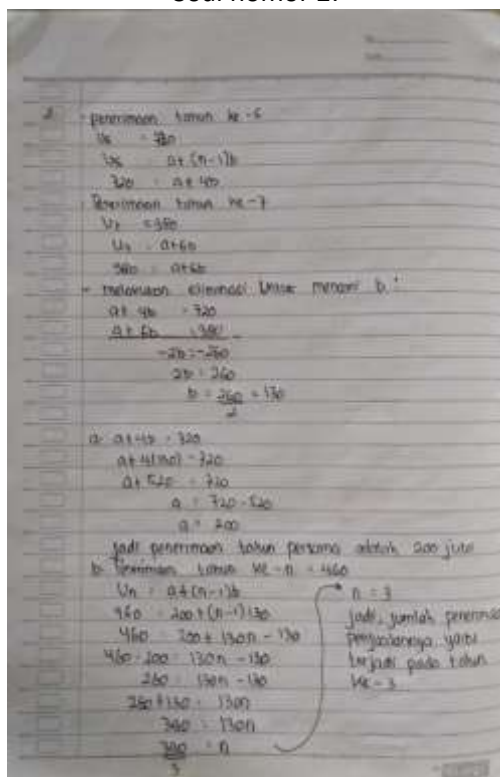 Soal nomor 2.
2 - penerimaan tahun ke-5
U5 = 720
U5 = a+(n-1)b
720 = a+4b
- Penerimaan tahun ke-7
U7 = 980
U7 = a+6b
980 = a+6b
- melakukan eliminasi untuk mencari b :
a+ 4b = 720
a+ 6b = 980 -
-2b = -260
2b = 260
b = 260 = 130
2
a. a+4b = 720
a+ 4(130) = 720
a+ 520 = 720
a = 720 - 520
a = 200
jadi penerimaan tahun pertama adalah 200 juta
b. Penerimaan tahun ke-n = 460
Un = a+(n-1)b
460 = 200+(n-1)130
460 = 200+ 130n - 130
460-200 = 130n - 130
260 = 130n - 130
260+130 = 130n
390 = 130n
390 = n
3
n = 3
jadi, jumlah penerimaan
penjualannya yaitu
terjadi pada tahun
ke-3